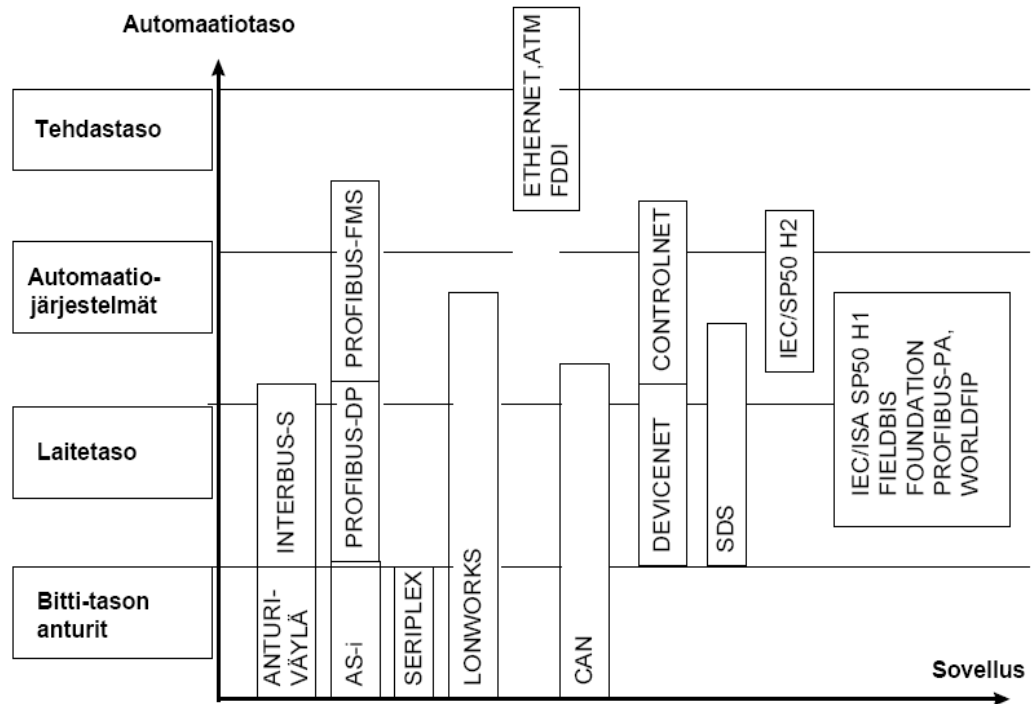 Automaatiotaso
Tehdastaso
Automaatio-
järjestelmät
Laitetaso
Bitti-tason
anturit
INTERBUS-S
ANTURI-
VÄYLÄ
PROFIBUS-FMS
PROFIBUS-DP
AS-i
SERIPLEX
LONWORKS
ETHERNET,ATM
FDDI
CAN
CONTROLNET
DEVICENET
SDS
IEC/SP50 H2
IEC/ISA SP50 H1
FIELDBIS
FOUNDATION
PROFIBUS-PA,
WORLDFIP
Sovellus